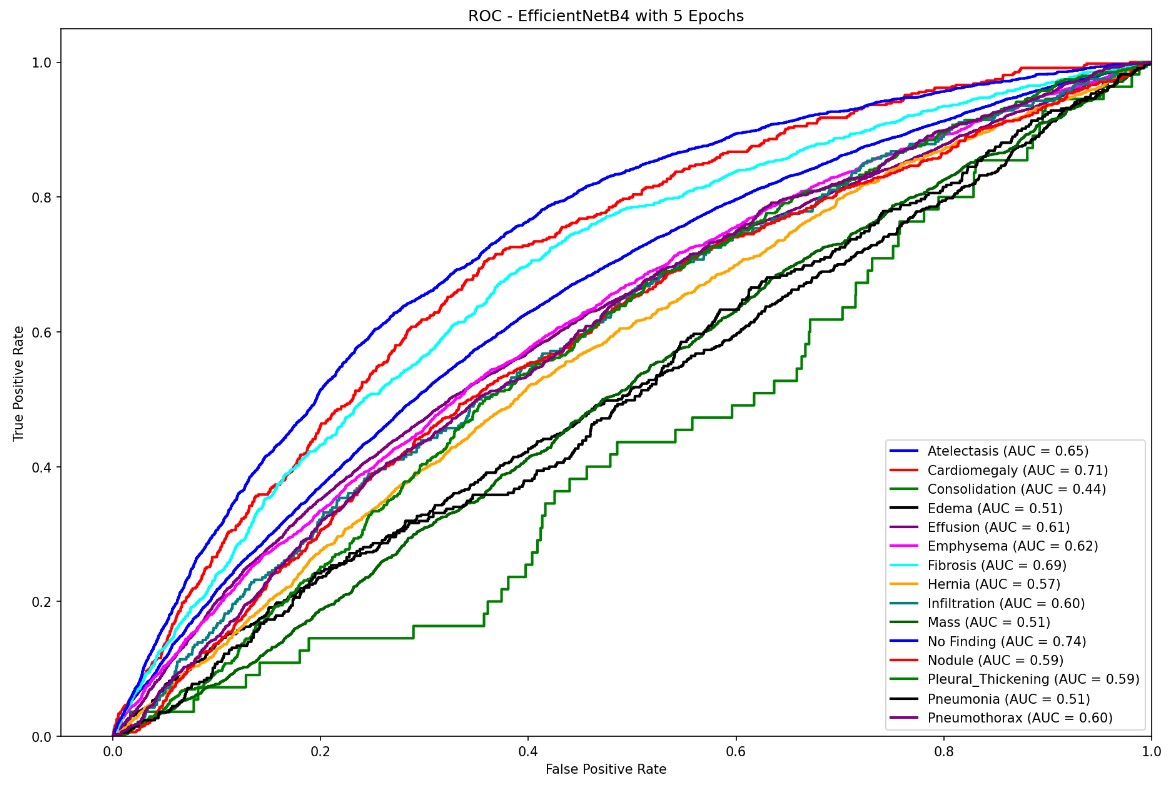 ROC - EfficientNetB4 with 5 Epochs
True Positive Rate
1.0
0.8
0.6
0.4
0.2
0.0
Atelectasis (AUC = 0.65)
Cardiomegaly (AUC = 0.71)
Consolidation (AUC = 0.44)
Edema (AUC = 0.51)
Effusion (AUC = 0.61)
Emphysema (AUC = 0.62)
Fibrosis (AUC = 0.69)
Hernia (AUC = 0.57)
Infiltration (AUC = 0.60)
Mass (AUC = 0.51)
No Finding (AUC = 0.74)
Nodule (AUC = 0.59)
Pleural_Thickening (AUC = 0.59)
Pneumonia (AUC = 0.51)
Pneumothorax (AUC = 0.60)
0.0 0.2 0.4 0.6 0.8 1.0
False Positive Rate